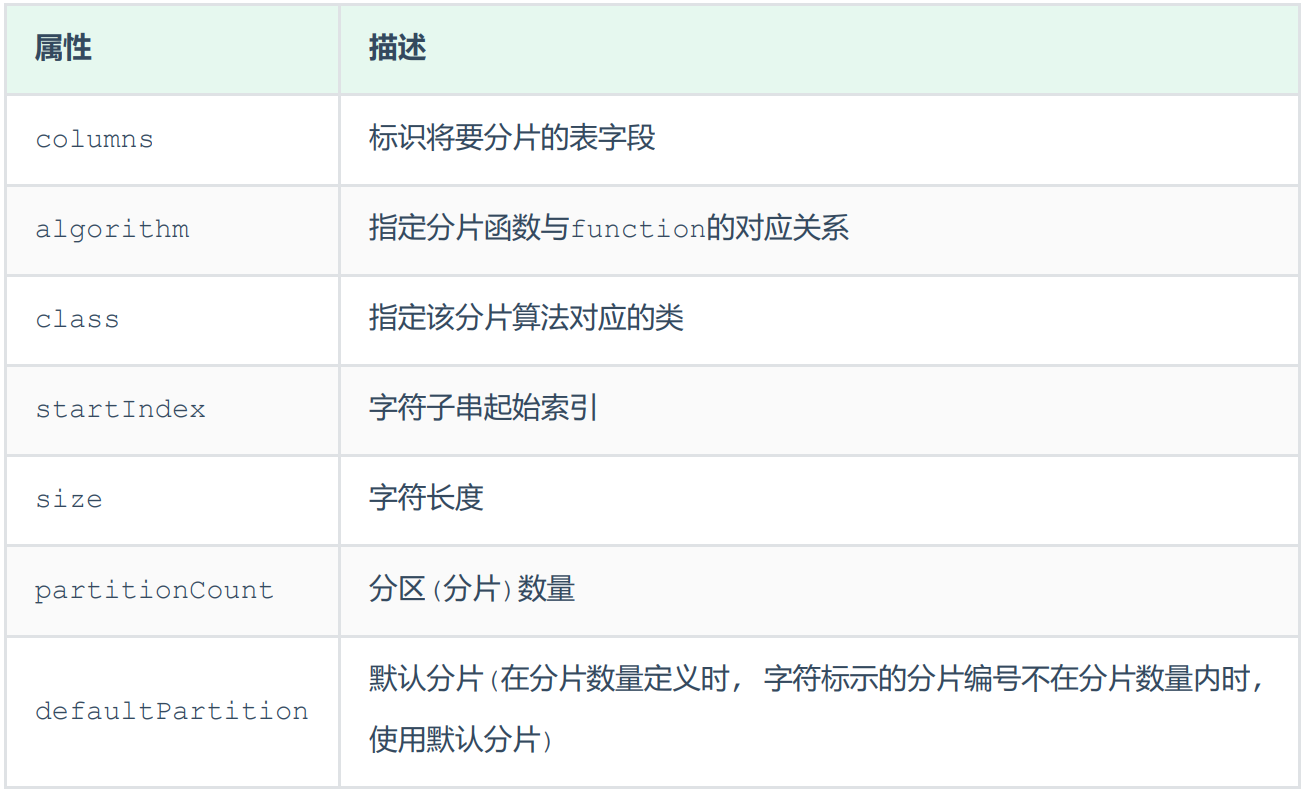 属性 描述
columns 标识将要分片的表字段
algorithm 指定分片函数与function的对应关系
class 指定该分片算法对应的类
startIndex 字符子串起始索引
size 字符长度
partitionCount 分区(分片)数量
defaultPartition 默认分片(在分片数量定义时, 字符标示的分片编号不在分片数量内时,
使用默认分片)